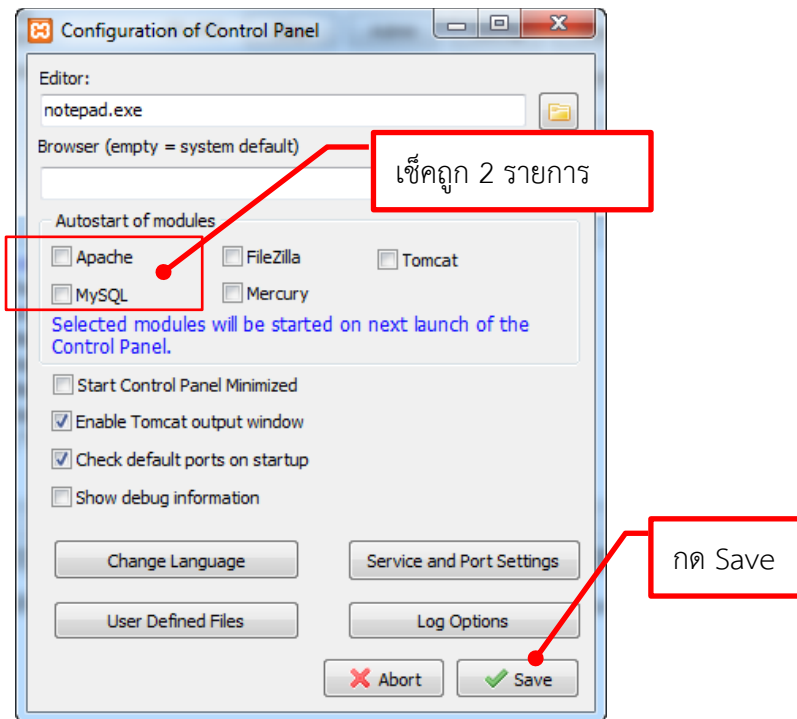 Configuration of Control Panel
Editor:
notepad.exe
Browser (empty = system default)
เช็คถูก 2 รายการ
Autostart of modules
Apache
FileZilla
Tomcat
MySQL
Mercury
Selected modules will be started on next launch of the
Control Panel.
Start Control Panel Minimized
Enable Tomcat output window
Check default ports on startup
Show debug information
Change Language
Service and Port Settings
กด Save
User Defined Files
Log Options
Abort
Save